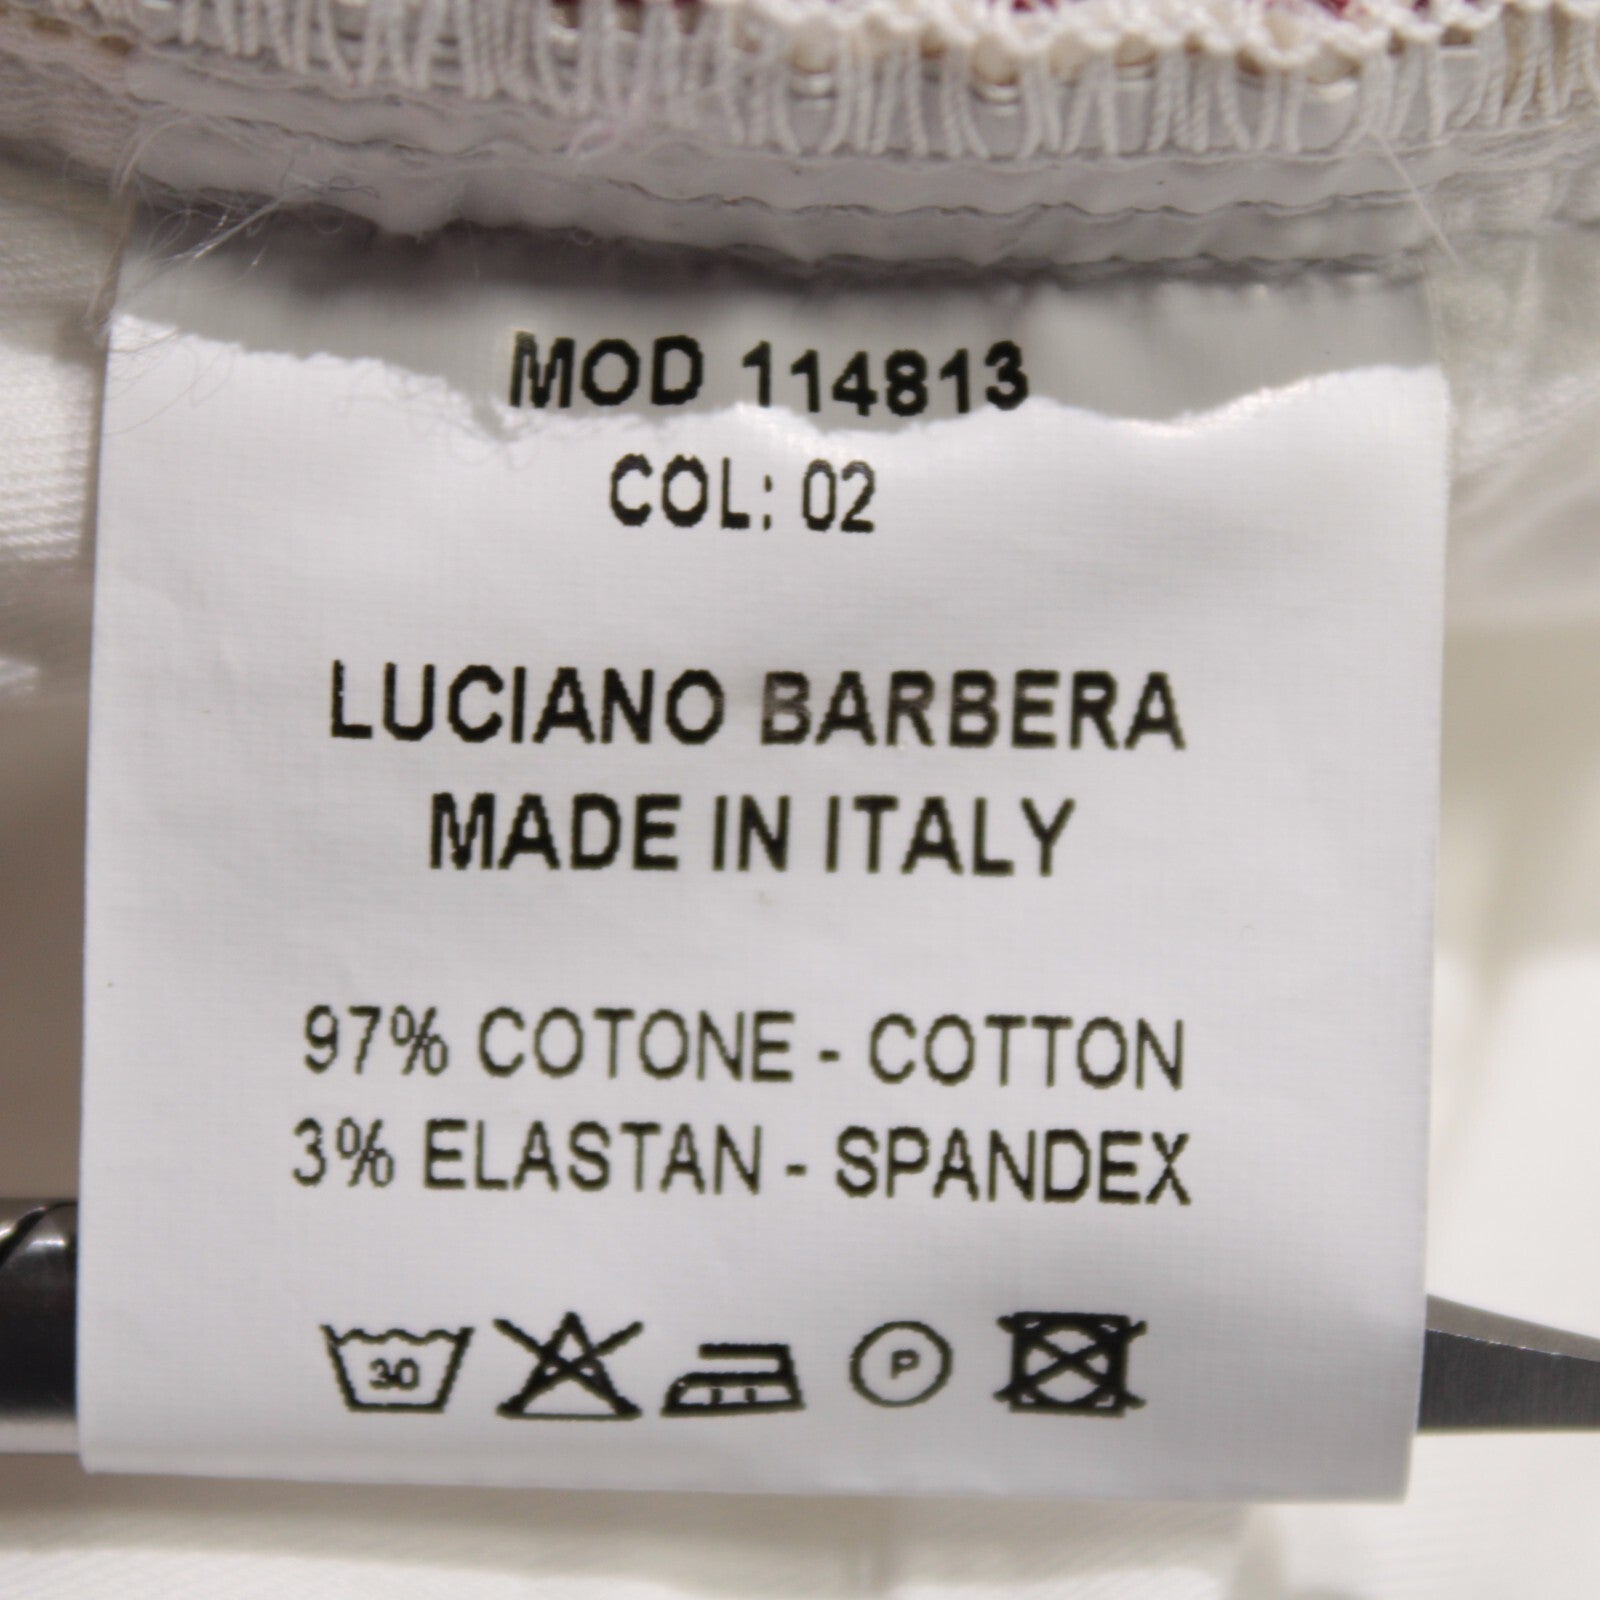 MOD 114813
COL: 02
LUCIANO BARBERA
MADE IN ITALY
97% COTONE - COTTON
3% ELASTAN - SPANDEX
30 P